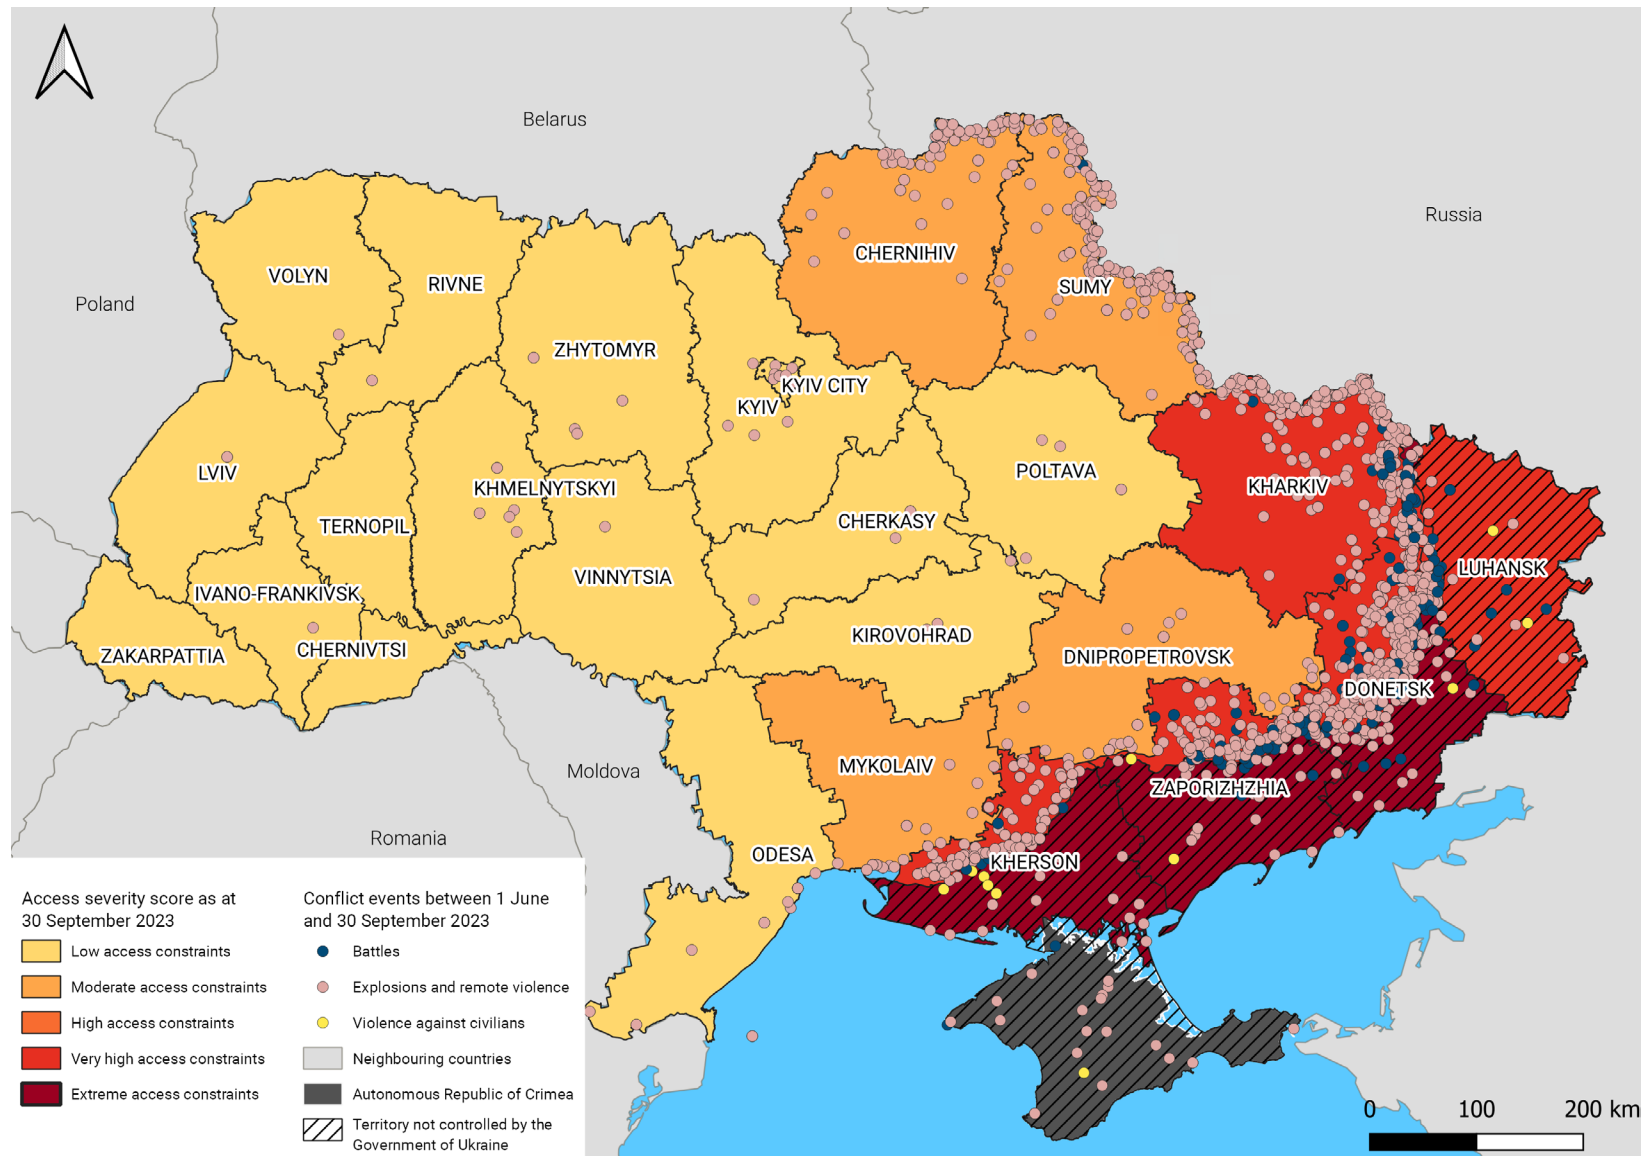 Belarus
Russia
Poland
Moldova
Romania
VOLYN
RIVNE
ZHYTOMYR
KYIV CITY
KYIV
CHERNIHIV
SUMY
LVIV
TERNOPIL
KHMELNYTSKYI
VINNYTSIA
CHERKASY
POLTAVA
KHARKIV
LUHANSK
IVANO-FRANKIVSK
CHERNIVTSI
ZAKARPATTIA
KIROVOHRAD
DNIPROPETROVSK
DONETSK
MYKOLAIV
ZAPORIZHZHIA
ODESA
KHERSON
Access severity score as at
30 September 2023
Low access constraints
Moderate access constraints
High access constraints
Very high access constraints
Extreme access constraints
Conflict events between 1 June
and 30 September 2023
Battles
Explosions and remote violence
Violence against civilians
Neighbouring countries
Autonomous Republic of Crimea
Territory not controlled by the
Government of Ukraine
0 100 200 km